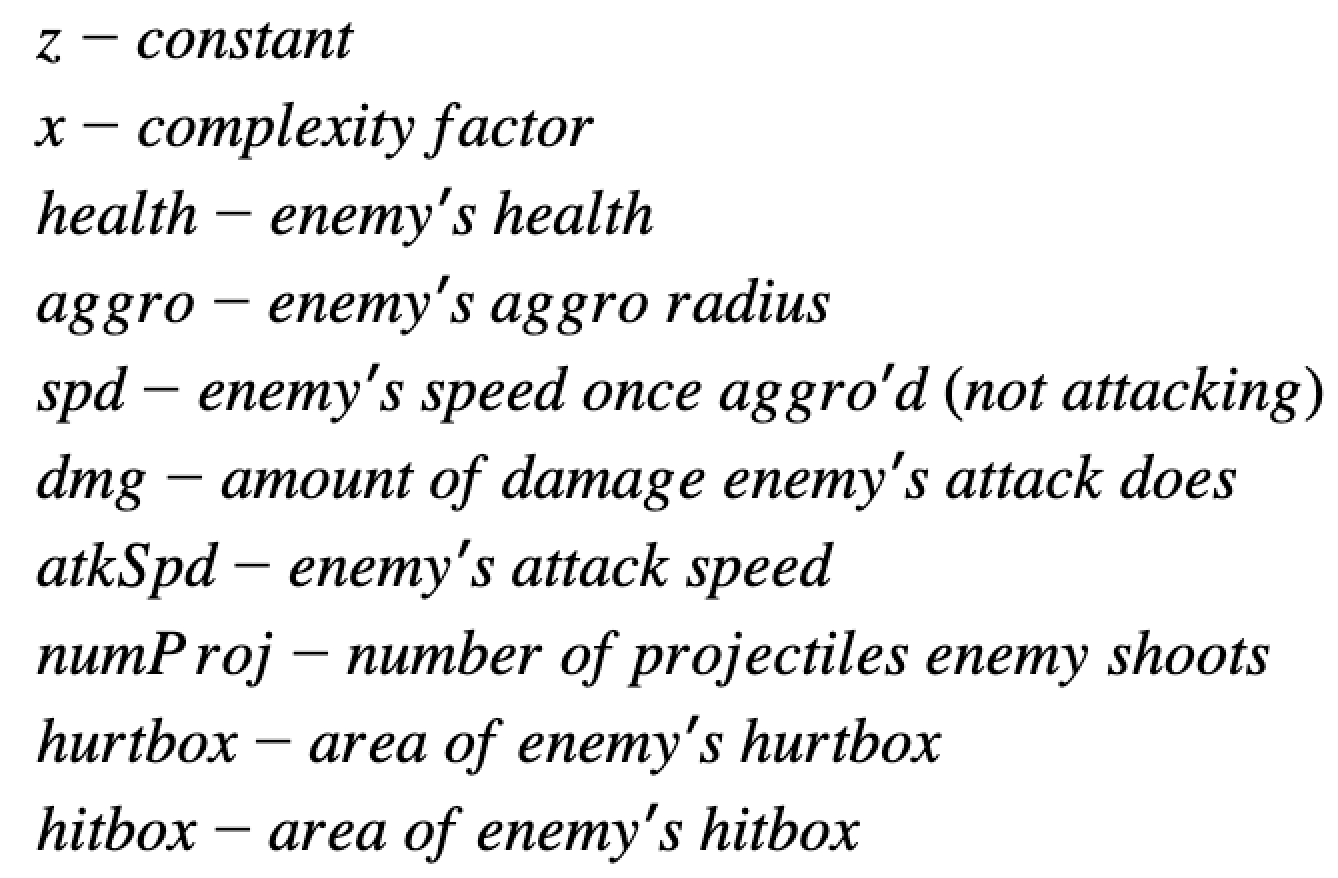 z − constant
x − complexity factor
health − enemy′s health
aggro − enemy′s aggro radius
spd − enemy′s speed once aggro′d (not attacking)
dmg − amount of damage enemy′s attack does
atkSpd − enemy′s attack speed
numProj − number of projectiles enemy shoots
hurtbox − area of enemy′s hurtbox
hitbox − area of enemy′s hitbox